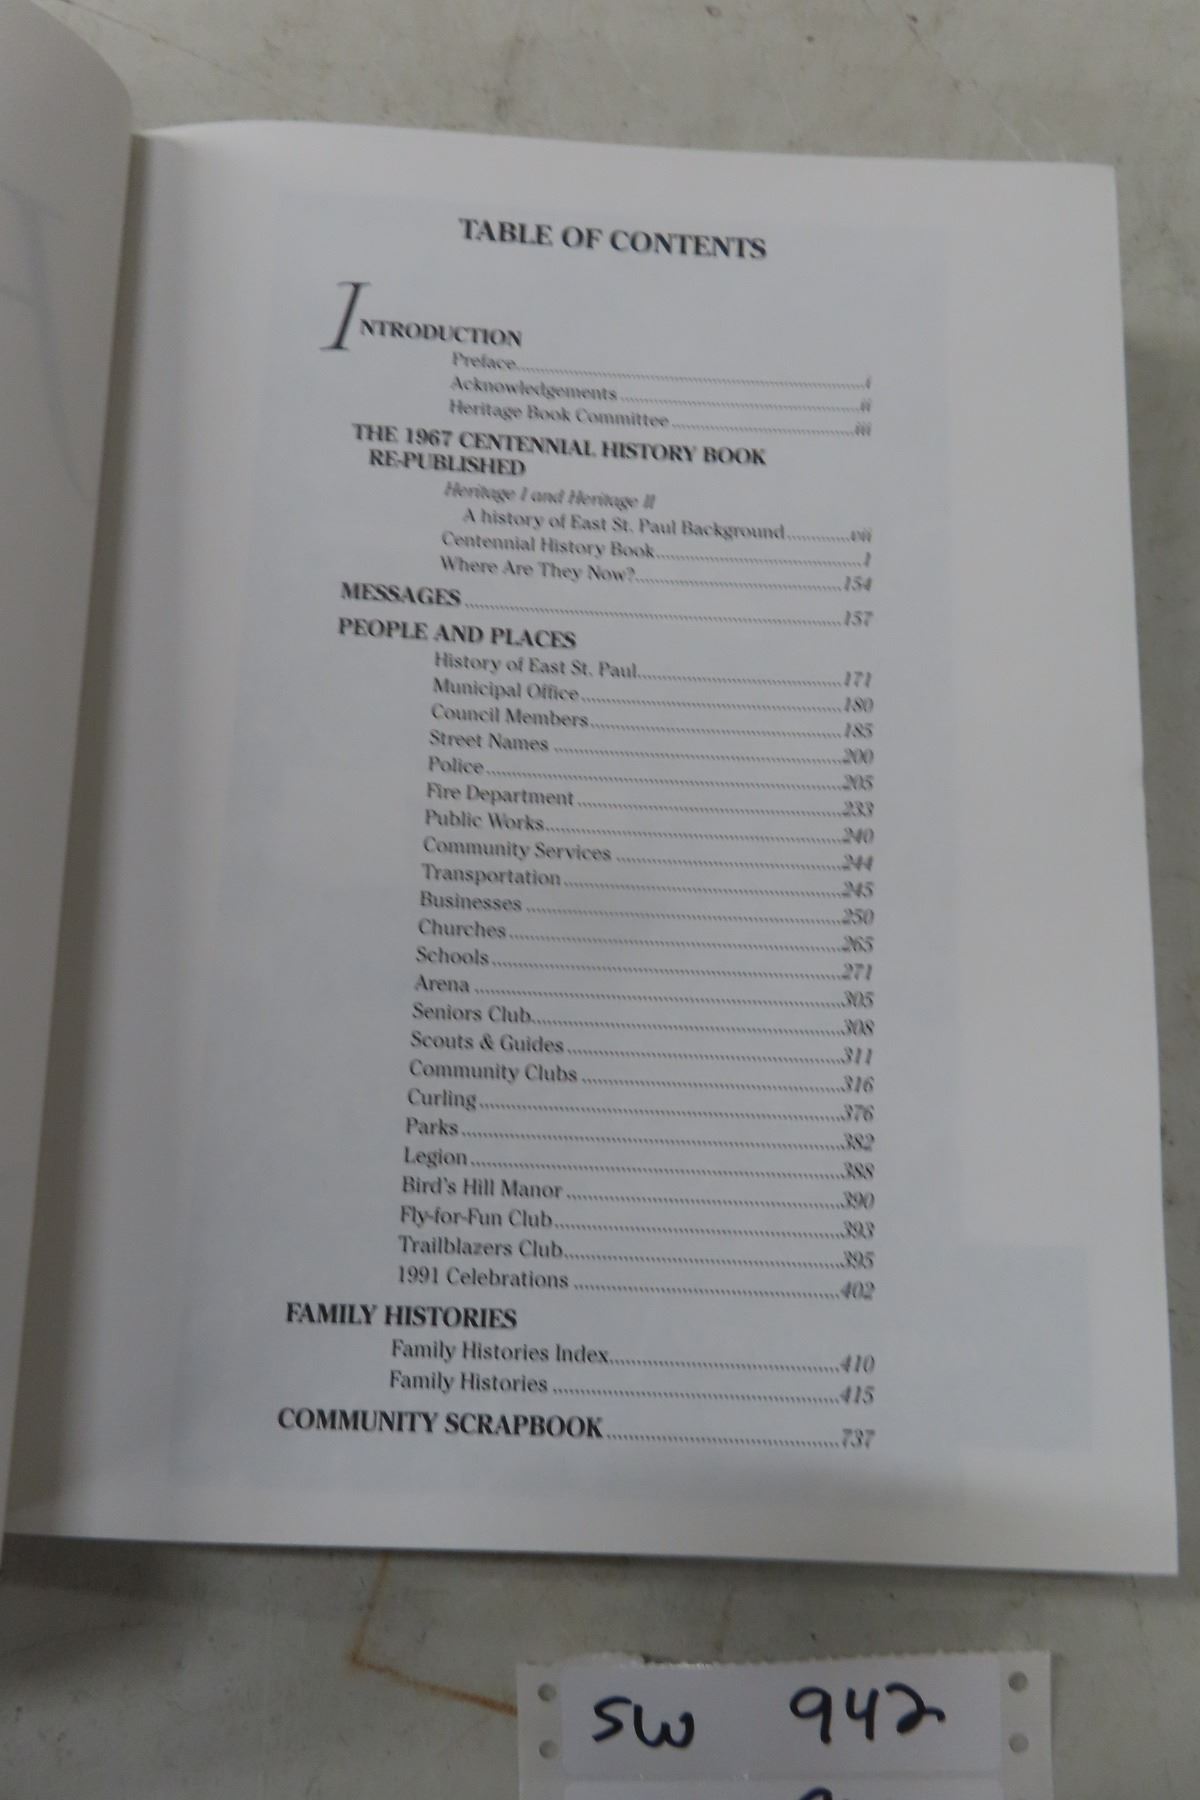 TABLE OF CONTENTS
INTRODUCTION
Preface....i
Acknowledgements....ii
Heritage Book Committee....iii
THE 1967 CENTENNIAL HISTORY BOOK
RE-PUBLISHED
Heritage I and Heritage II
A history of East St. Paul Background....vii
Centennial History Book....1
Where Are They Now?....154
MESSAGES....157
PEOPLE AND PLACES
History of East St. Paul....171
Municipal Office....180
Council Members....185
Street Names....200
Police....205
Fire Department....233
Public Works....240
Community Services....244
Transportation....245
Businesses....250
Churches....265
Schools....271
Arena....305
Seniors Club....308
Scouts & Guides....311
Community Clubs....316
Curling....376
Parks....382
Legion....388
Bird's Hill Manor....390
Fly-for-Fun Club....393
Trailblazers Club....395
1991 Celebrations....402
FAMILY HISTORIES
Family Histories Index....410
Family Histories....415
COMMUNITY SCRAPBOOK....737
SW 942